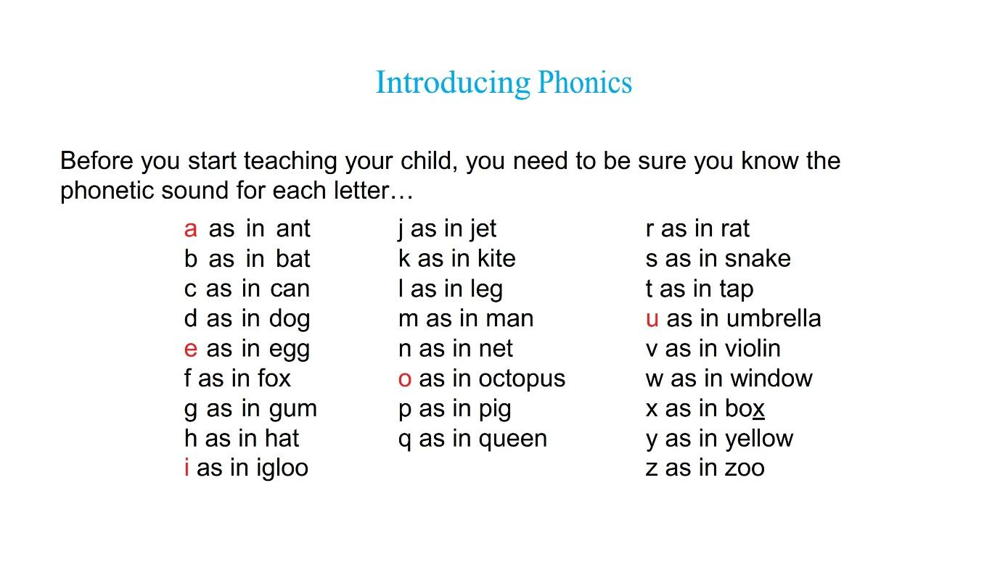 Introducing Phonics
Before you start teaching your child, you need to be sure you know the
phonetic sound for each letter…
a as in ant
b as in bat
c as in can
d as in dog
e as in egg
f as in fox
g as in gum
h as in hat
i as in igloo
j as in jet
k as in kite
l as in leg
m as in man
n as in net
o as in octopus
p as in pig
q as in queen
r as in rat
s as in snake
t as in tap
u as in umbrella
v as in violin
w as in window
x as in box
y as in yellow
z as in zoo